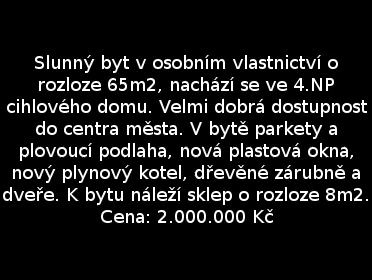 Slunný byt v osobním vlastnictví o
rozloze 65m2, nachází se ve 4.NP
cihlového domu. Velmi dobrá dostupnost
do centra města. V bytě parkety a
plovoucí podlaha, nová plastová okna,
nový plynový kotel, dřevěné zárubně a
dveře. K bytu náleží sklep o rozloze 8m2.
Cena: 2.000.000 Kč